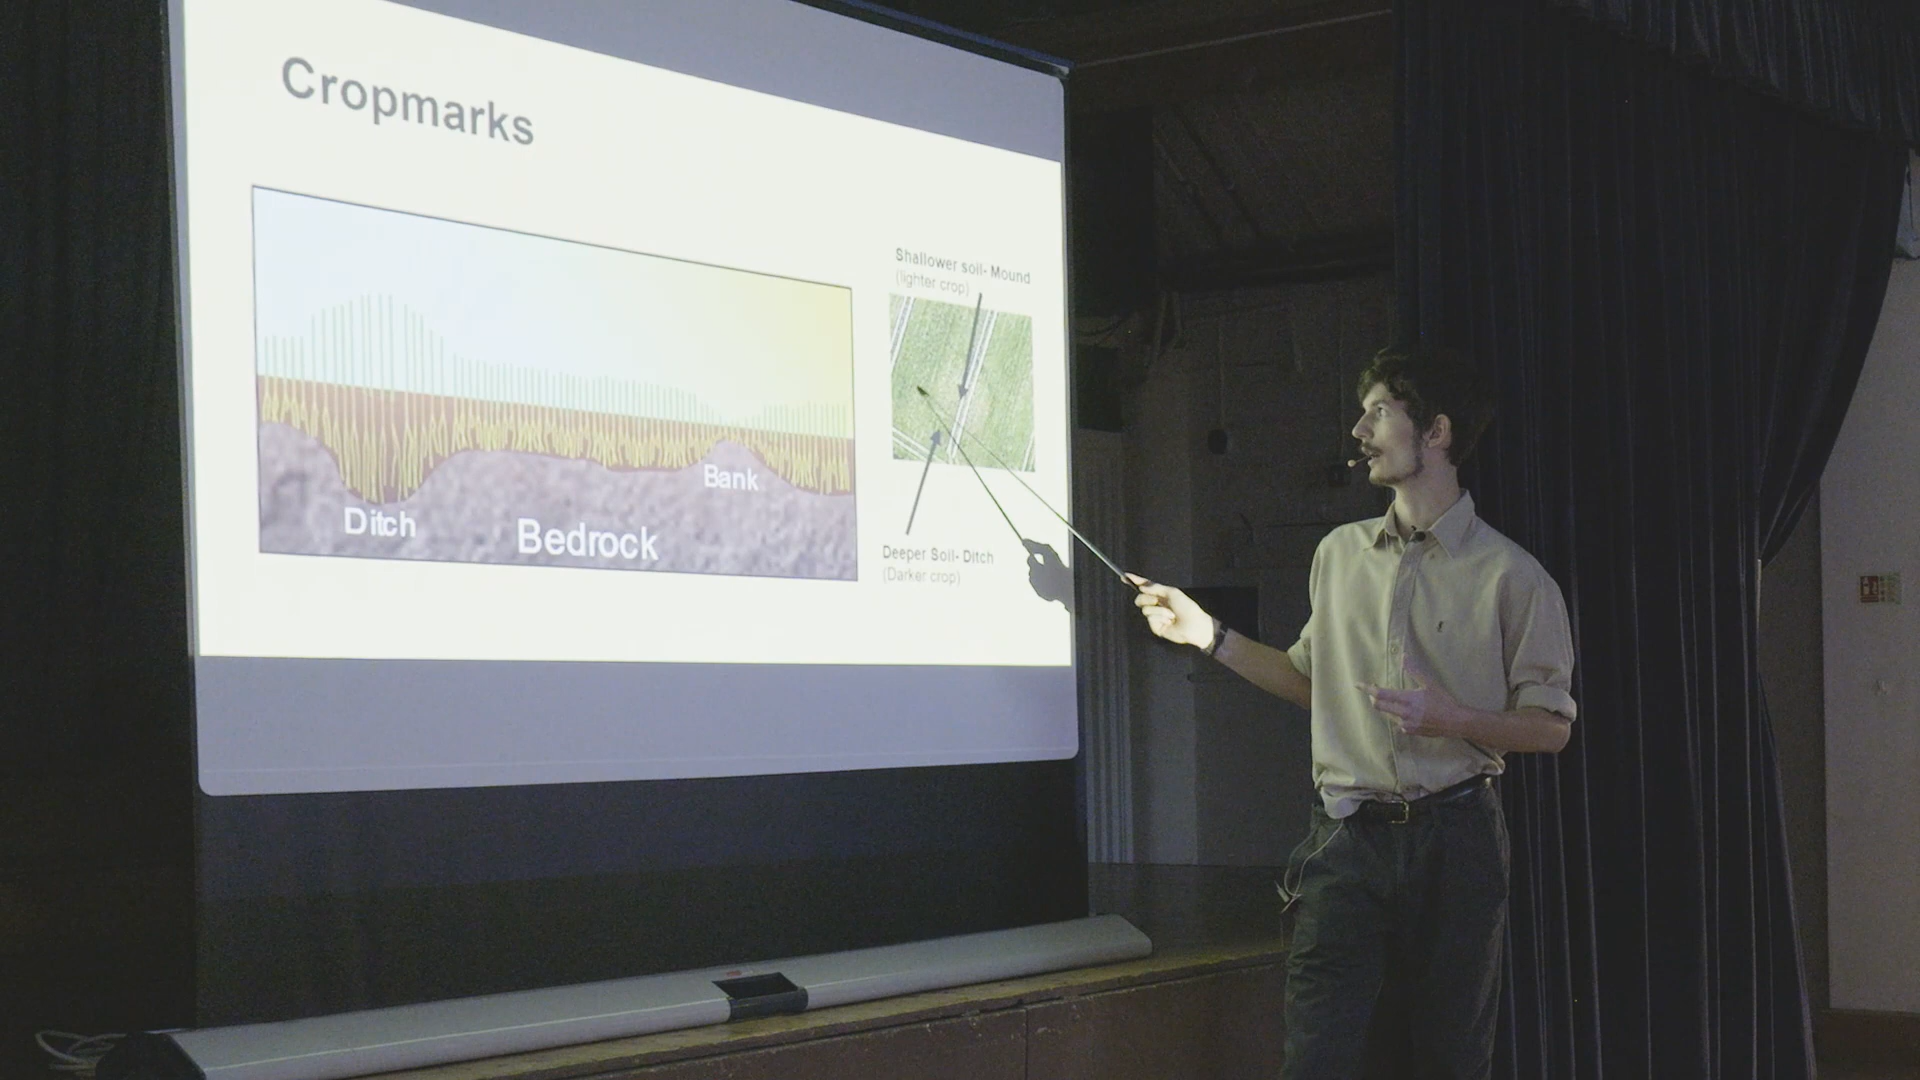 Cropmarks
Ditch
Bedrock
Bank
Shallower soil- Mound
(lighter crop)
Deeper Soil- Ditch
(Darker crop)